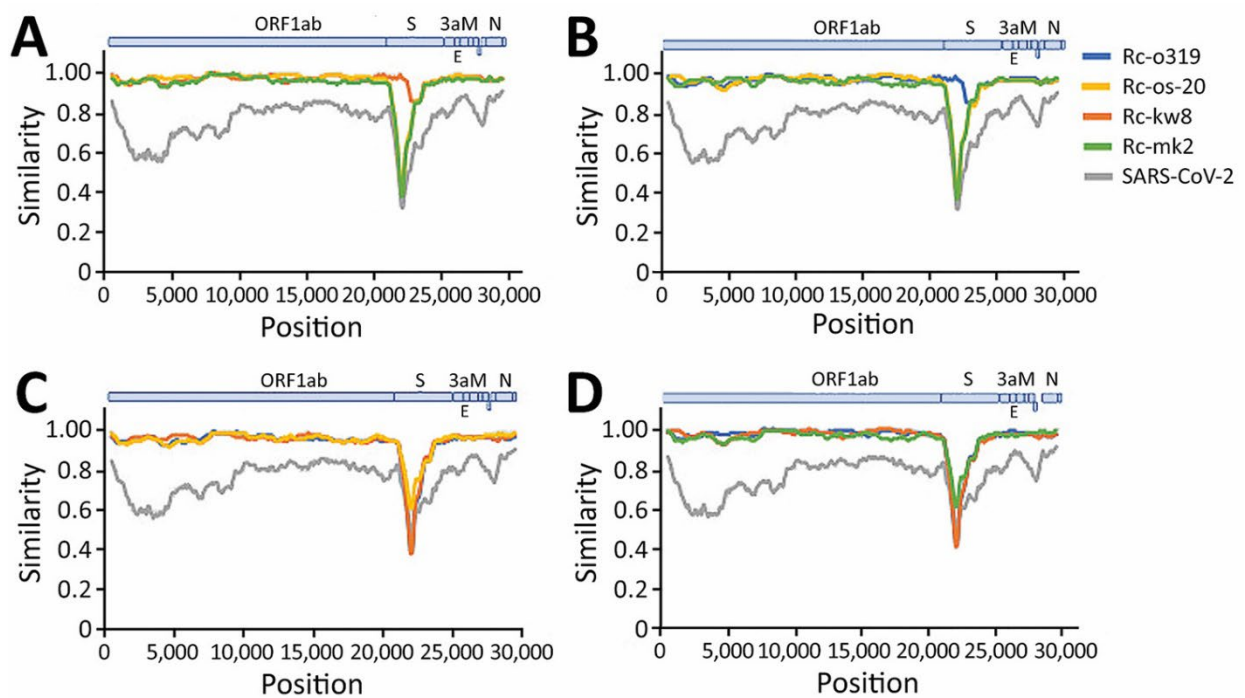 A
ORF1ab S 3aM N
E
1.00
0.8
0.6
0.4
0.2
0
Similarity
0 5,000 10,000 15,000 20,000 25,000 30,000
Position
B
ORF1ab S 3aM N
E
1.00
0.8
0.6
0.4
0.2
0
Similarity
0 5,000 10,000 15,000 20,000 25,000 30,000
Position
Rc-o319
Rc-os-20
Rc-kw8
Rc-mk2
SARS-CoV-2
C
ORF1ab S 3aM N
E
1.00
0.8
0.6
0.4
0.2
0
Similarity
0 5,000 10,000 15,000 20,000 25,000 30,000
Position
D
ORF1ab S 3aM N
E
1.00
0.8
0.6
0.4
0.2
0
Similarity
0 5,000 10,000 15,000 20,000 25,000 30,000
Position